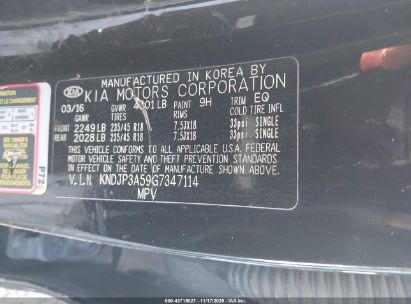 MANUFACTURED IN KOREA BY
KIA KIA MOTORS CORPORATION
03/16 GVWR 4301LB PAINT 9H TRIM EQ
GAWR TIRES RIMS COLD TIRE INFL
FRONT 2249LB 235/45 R18 7.5JX18 33psi SINGLE
REAR 2028LB 235/45 R18 7.5JX18 33psi SINGLE
THIS VEHICLE CONFORMS TO ALL APPLICABLE U.S.A. FEDERAL
MOTOR VEHICLE SAFETY AND THEFT PREVENTION STANDARDS
IN EFFECT ON THE DATE OF MANUFACTURE SHOWN ABOVE.
V.I.N KNDJP3A59G7347114
MPV
P72